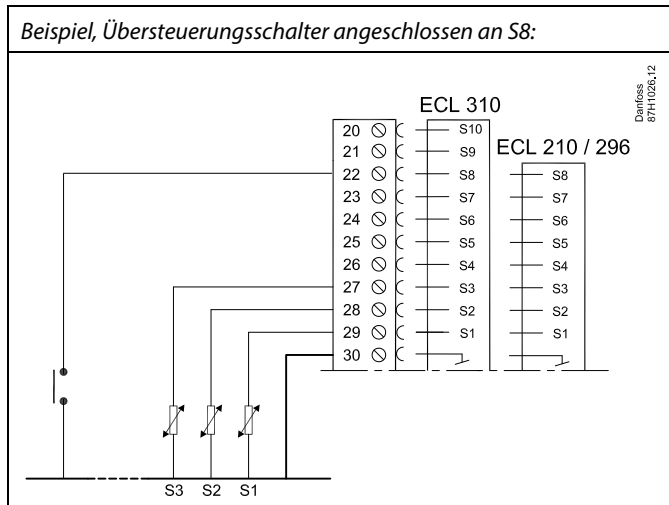 Beispiel, Übersteuerungsschalter angeschlossen an S8:
Danfoss
87H1026.12
ECL 310
ECL 210 / 296
20 S10
21 S9
22 S8 S8
23 S7 S7
24 S6 S6
25 S5 S5
26 S4 S4
27 S3 S3
28 S2 S2
29 S1 S1
30
S3 S2 S1